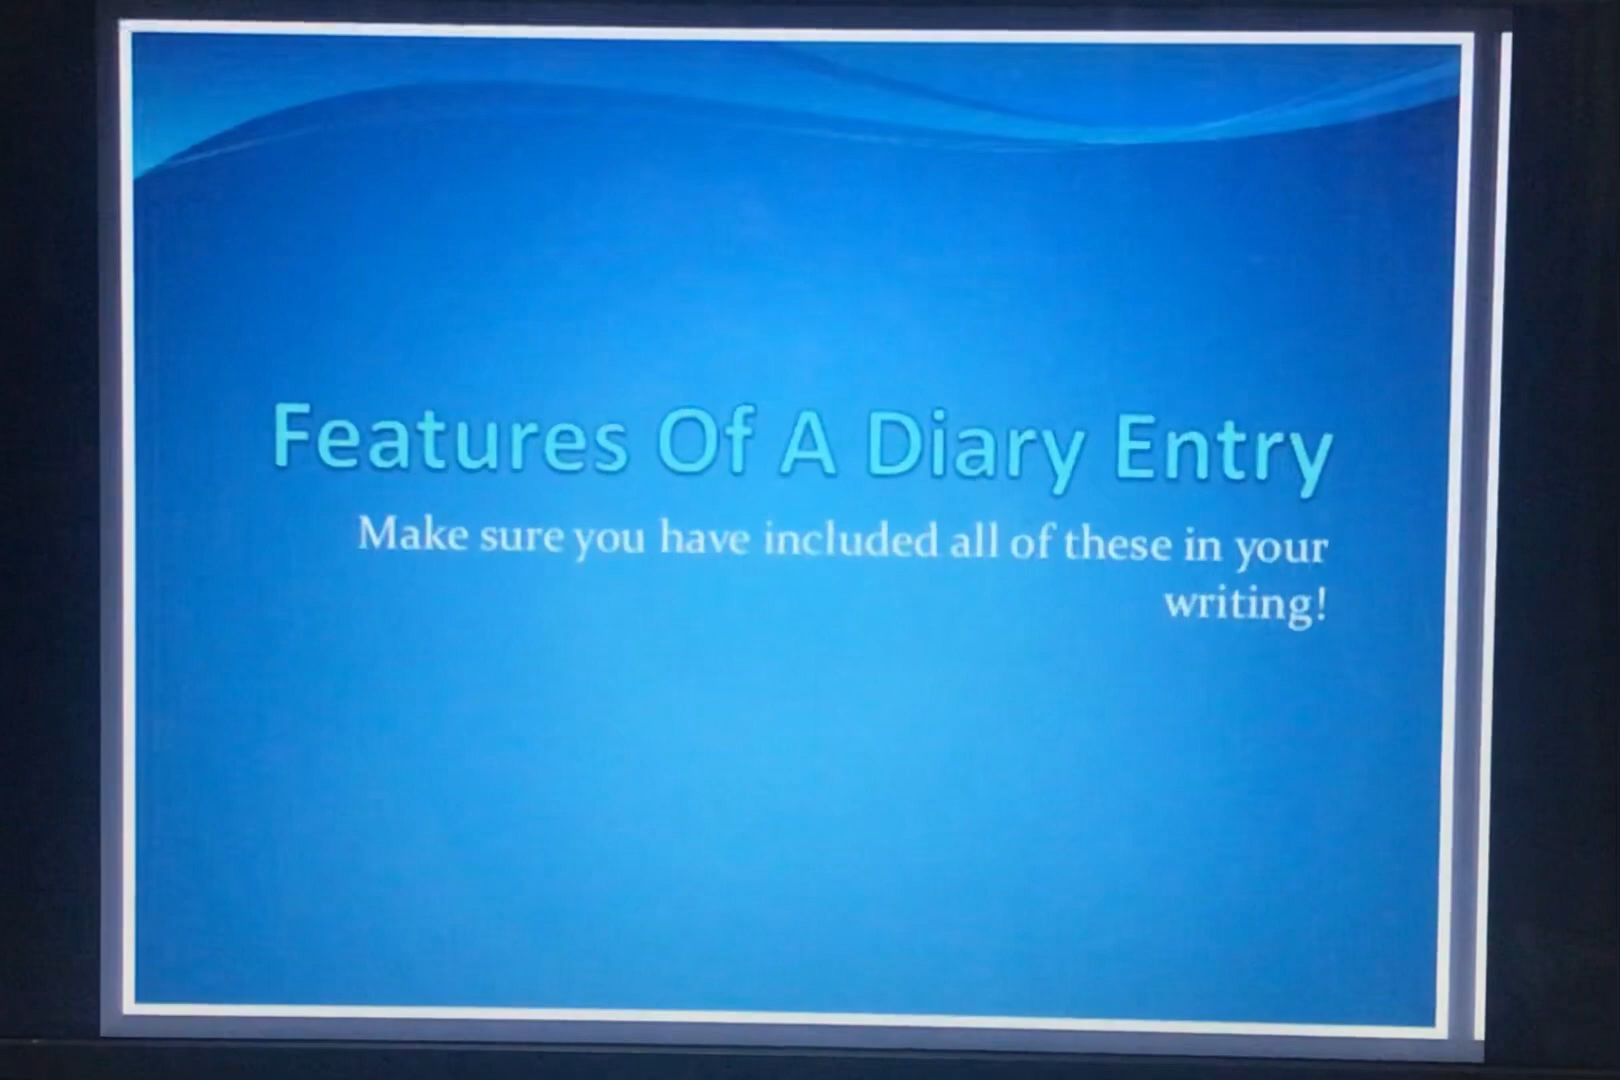 Features Of A Diary Entry
Make sure you have included all of these in your
writing!